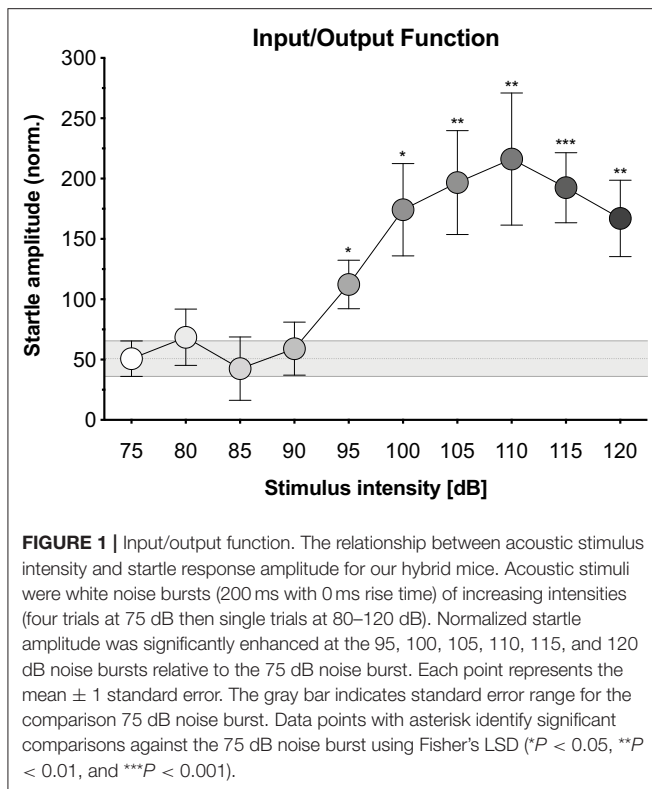 Input/Output Function
300
250
200
150
100
50
0
Startle amplitude (norm.)
*
*
**
**
***
**
75 80 85 90 95 100 105 110 115 120
Stimulus intensity [dB]
FIGURE 1 | Input/output function. The relationship between acoustic stimulus
intensity and startle response amplitude for our hybrid mice. Acoustic stimuli
were white noise bursts (200 ms with 0 ms rise time) of increasing intensities
(four trials at 75 dB then single trials at 80–120 dB). Normalized startle
amplitude was significantly enhanced at the 95, 100, 105, 110, 115, and 120
dB noise bursts relative to the 75 dB noise burst. Each point represents the
mean ± 1 standard error. The gray bar indicates standard error range for the
comparison 75 dB noise burst. Data points with asterisk identify significant
comparisons against the 75 dB noise burst using Fisher's LSD (*P < 0.05, **P
< 0.01, and ***P < 0.001).